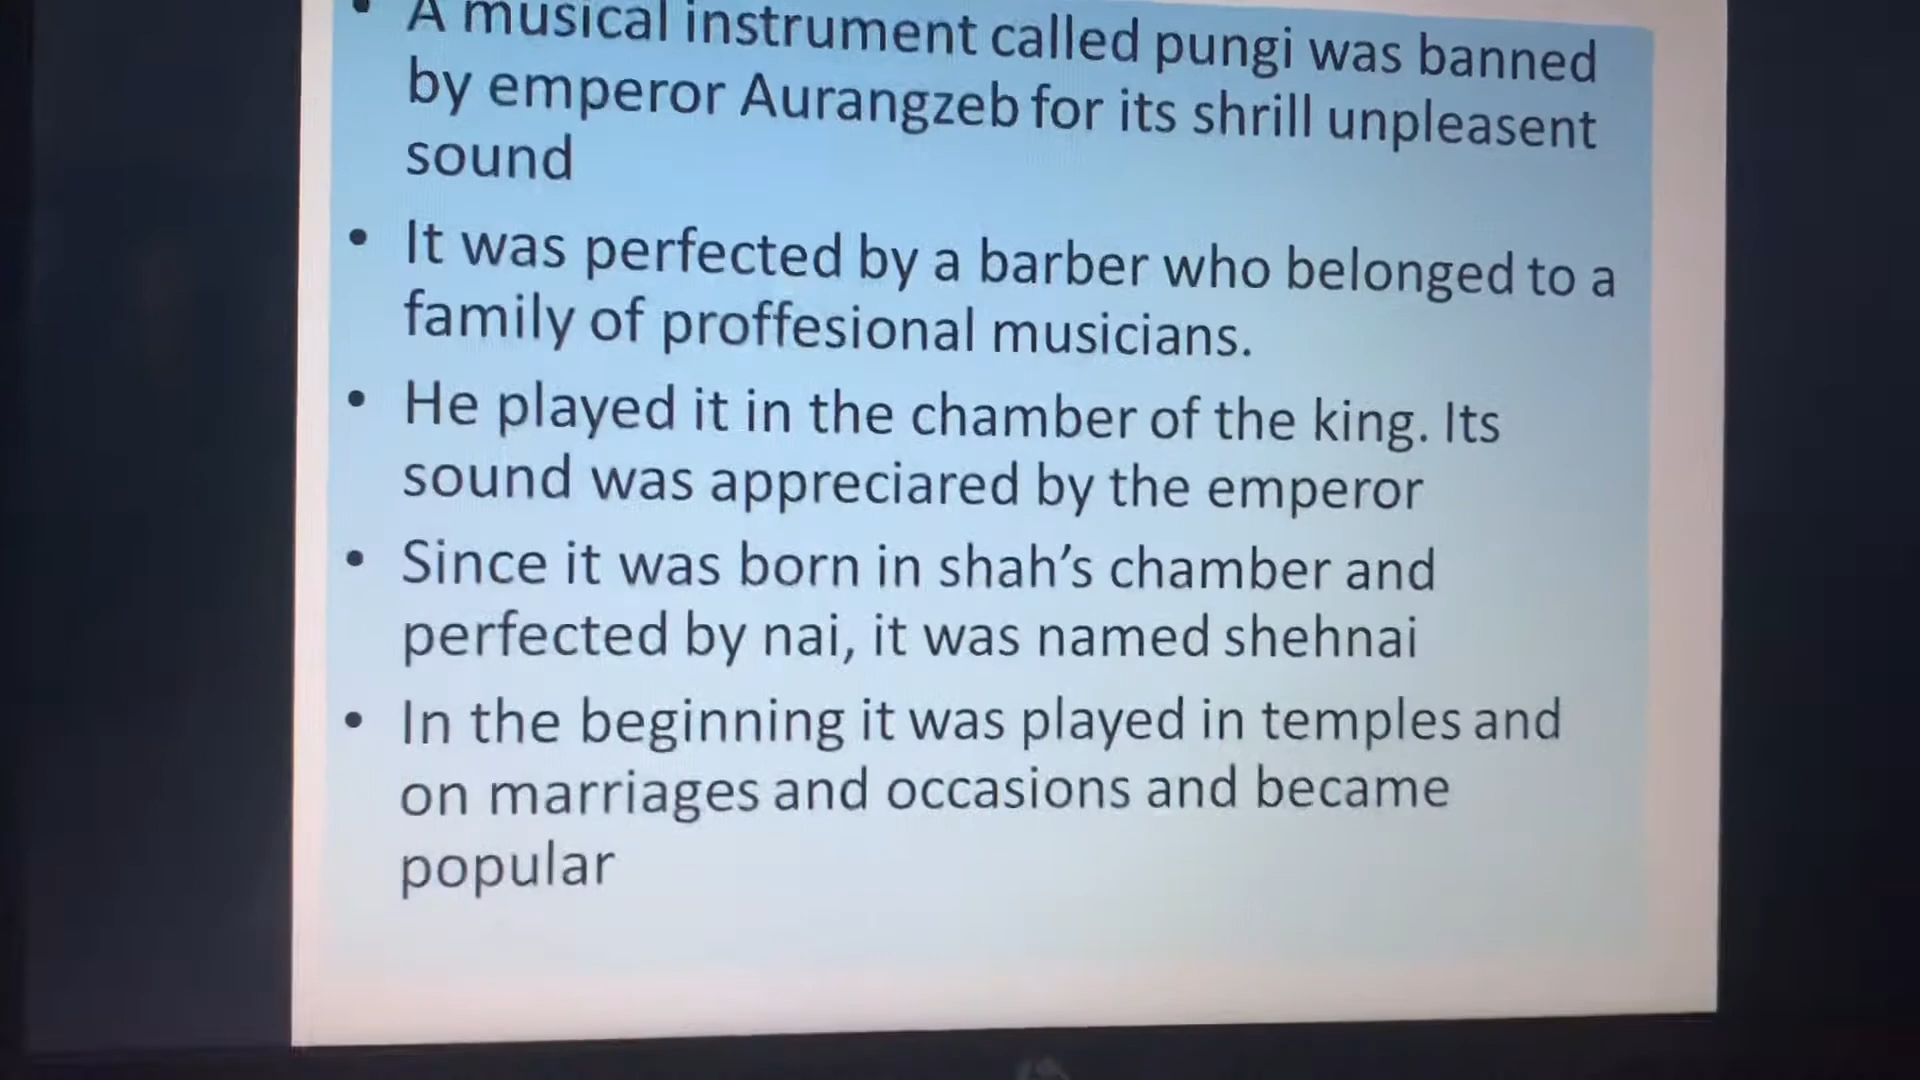 • A musical instrument called pungi was banned
by emperor Aurangzeb for its shrill unpleasent
sound
• It was perfected by a barber who belonged to a
family of proffesional musicians.
• He played it in the chamber of the king. Its
sound was appreciared by the emperor
• Since it was born in shah's chamber and
perfected by nai, it was named shehnai
• In the beginning it was played in temples and
on marriages and occasions and became
popular